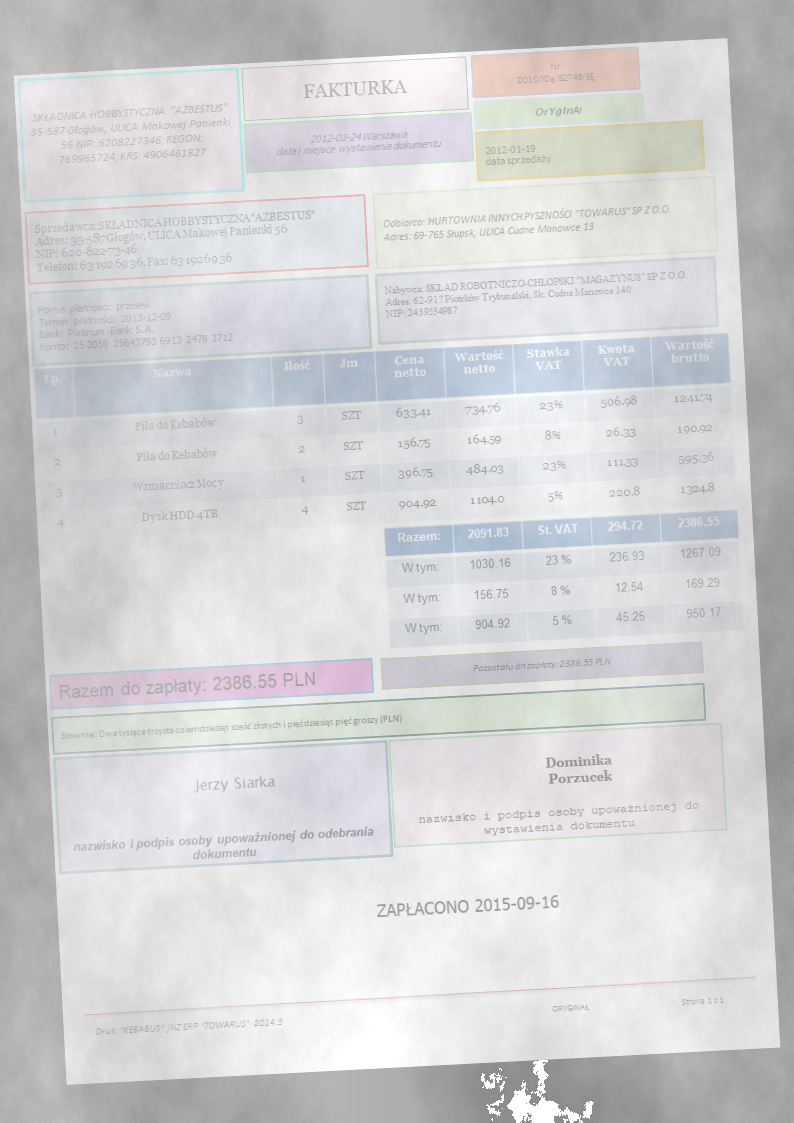 SKŁADNICA HOBBYSTYCZNA "AZBESTUS"
35-587 Głogów, ULICA Makowej Panienki
56 NIP: 6208227346, REGON:
769965724, KRS: 4906461827
FAKTURKA
2012-03-24 Warszawa
data i miejsce wystawienia dokumentu
Nr
2010/IDą/82749/SĘ
OrYgInAł
2012-01-19
data sprzedaży
Sprzedawca: SKŁADNICA HOBBYSTYCZNA "AZBESTUS"
Adres: 35-587 Głogów, ULICA Makowej Panienki 56
NIP: 620-822-73-46
Telefon: 63 192 69 36, Fax: 63 192 69 36
Odbiorca: HURTOWNIA INNYCH PYSZNOŚCI "TOWARUS" SP Z O.O.
Adres: 69-765 Słupsk, ULICA Cudne Manowce 13
Forma płatności: przelew
Termin płatności: 2013-12-09
Bank: Platinum Bank S.A.
Konto: 25 2059 25643793 6913 2478 3712
Nabywca: SKŁAD ROBOTNICZO-CHŁOPSKI "MAGAZYNUS" SP Z O.O.
Adres: 62-917 Piotrków Trybunalski, Sk. Cudne Manowce 140
NIP: 2439534987
Lp. Nazwa Ilość Jm Cena netto Wartość netto Stawka VAT Kwota VAT Wartość brutto
1 Piła do Kebabów 3 SZT 633.41 734.76 23% 506.98 1241.74
2 Piła do Kebabów 2 SZT 156.75 164.59 8% 26.33 190.92
3 Wzmacniacz Mocy 1 SZT 396.75 484.03 23% 111.33 595.36
4 Dysk HDD 4TB 4 SZT 904.92 1104.0 5% 220.8 1324.8
Razem: 2091.83 St. VAT 294.72 2386.55
W tym: 1030.16 23 % 236.93 1267.09
W tym: 156.75 8 % 12.54 169.29
W tym: 904.92 5 % 45.25 950.17
Razem do zapłaty: 2386.55 PLN
Pozostało do zapłaty: 2386.55 PLN
Słownie: Dwa tysiące trzysta osiemdziesiąt sześć złotych i pięćdziesiąt pięć groszy (PLN)
Jerzy Siarka
nazwisko i podpis osoby upoważnionej do odebrania
dokumentu
Dominika
Porzucek
nazwisko i podpis osoby upoważnionej do
wystawienia dokumentu
ZAPŁACONO 2015-09-16
Druk: "KEBABUS" JŃŻ ERP "TOWARUS" 2014.5
ORYGINAŁ
Strona 1 z 1